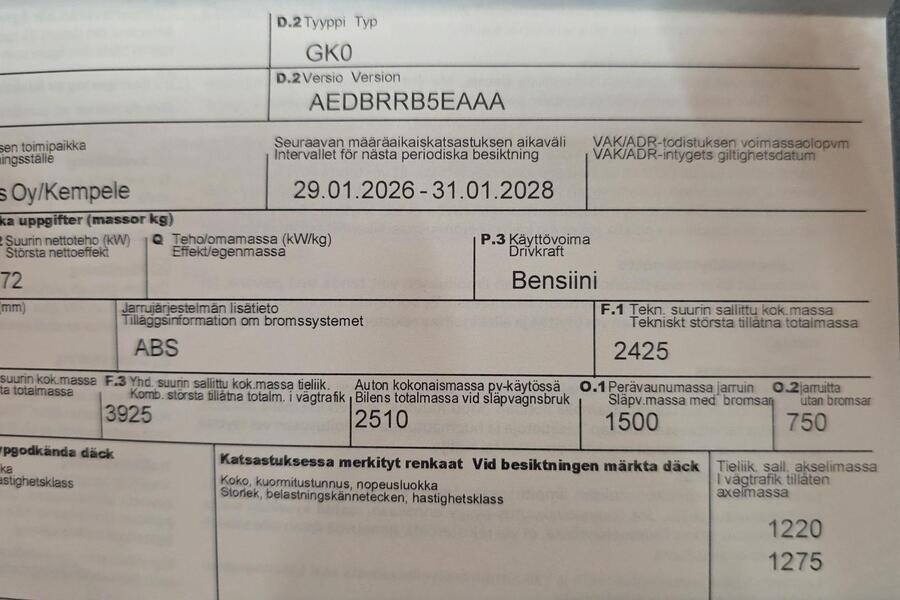 D.2 Tyyppi Typ
GK0
D.2 Versio Version
AEDBRRB5EAAA
sen toimipaikka
ningsställe
s Oy/Kempele
Seuraavan määräaikaiskatsastuksen aikaväli
Intervallet för nästa periodiska besiktning
29.01.2026 - 31.01.2028
VAK/ADR-todistuksen voimassaolopvm
VAK/ADR-intygets giltighetsdatum
ka uppgifter (massor kg)
Suurin nettoteho (kW)
Största nettoeffekt
72
Q Teho/omamassa (kW/kg)
Effekt/egenmassa
P.3 Käyttövoima
Drivkraft
Bensiini
(mm)
Jarrujärjestelmän lisätieto
Tilläggsinformation om bromssystemet
ABS
F.1 Tekn. suurin sallittu kok.massa
Tekniskt största tillåtna totalmassa
2425
suurin kok.massa
ta totalmassa
F.3 Yhd. suurin sallittu kok.massa tieliik.
Komb. största tillåtna totalm. i vägtrafik
3925
Auton kokonaismassa pv-käytössä
Bilens totalmassa vid släpvagnsbruk
2510
O.1 Perävaunumassa jarruin
Släpv.massa med bromsar
1500
O.2 jarruitta
utan bromsar
750
ypgodkända däck
ka
astighetsklass
Katsastuksessa merkityt renkaat Vid besiktningen märkta däck
Koko, kuormitustunnus, nopeusluokka
Storlek, belastningskännetecken, hastighetsklass
Tieliik. sall. akselimassa
I vägtrafik tillåten
axelmassa
1220
1275